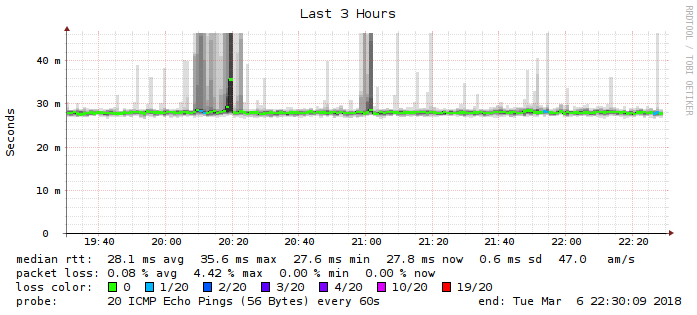 Last 3 Hours
RRDTOOL / TOBI OETIKER
Seconds
40 m
30 m
20 m
10 m
0
19:40 20:00 20:20 20:40 21:00 21:20 21:40 22:00 22:20
median rtt: 28.1 ms avg 35.6 ms max 27.6 ms min 27.8 ms now 0.6 ms sd 47.0 am/s
packet loss: 0.08 % avg 4.42 % max 0.00 % min 0.00 % now
loss color: 0 1/20 2/20 3/20 4/20 10/20 19/20
probe: 20 ICMP Echo Pings (56 Bytes) every 60s end: Tue Mar 6 22:30:09 2018